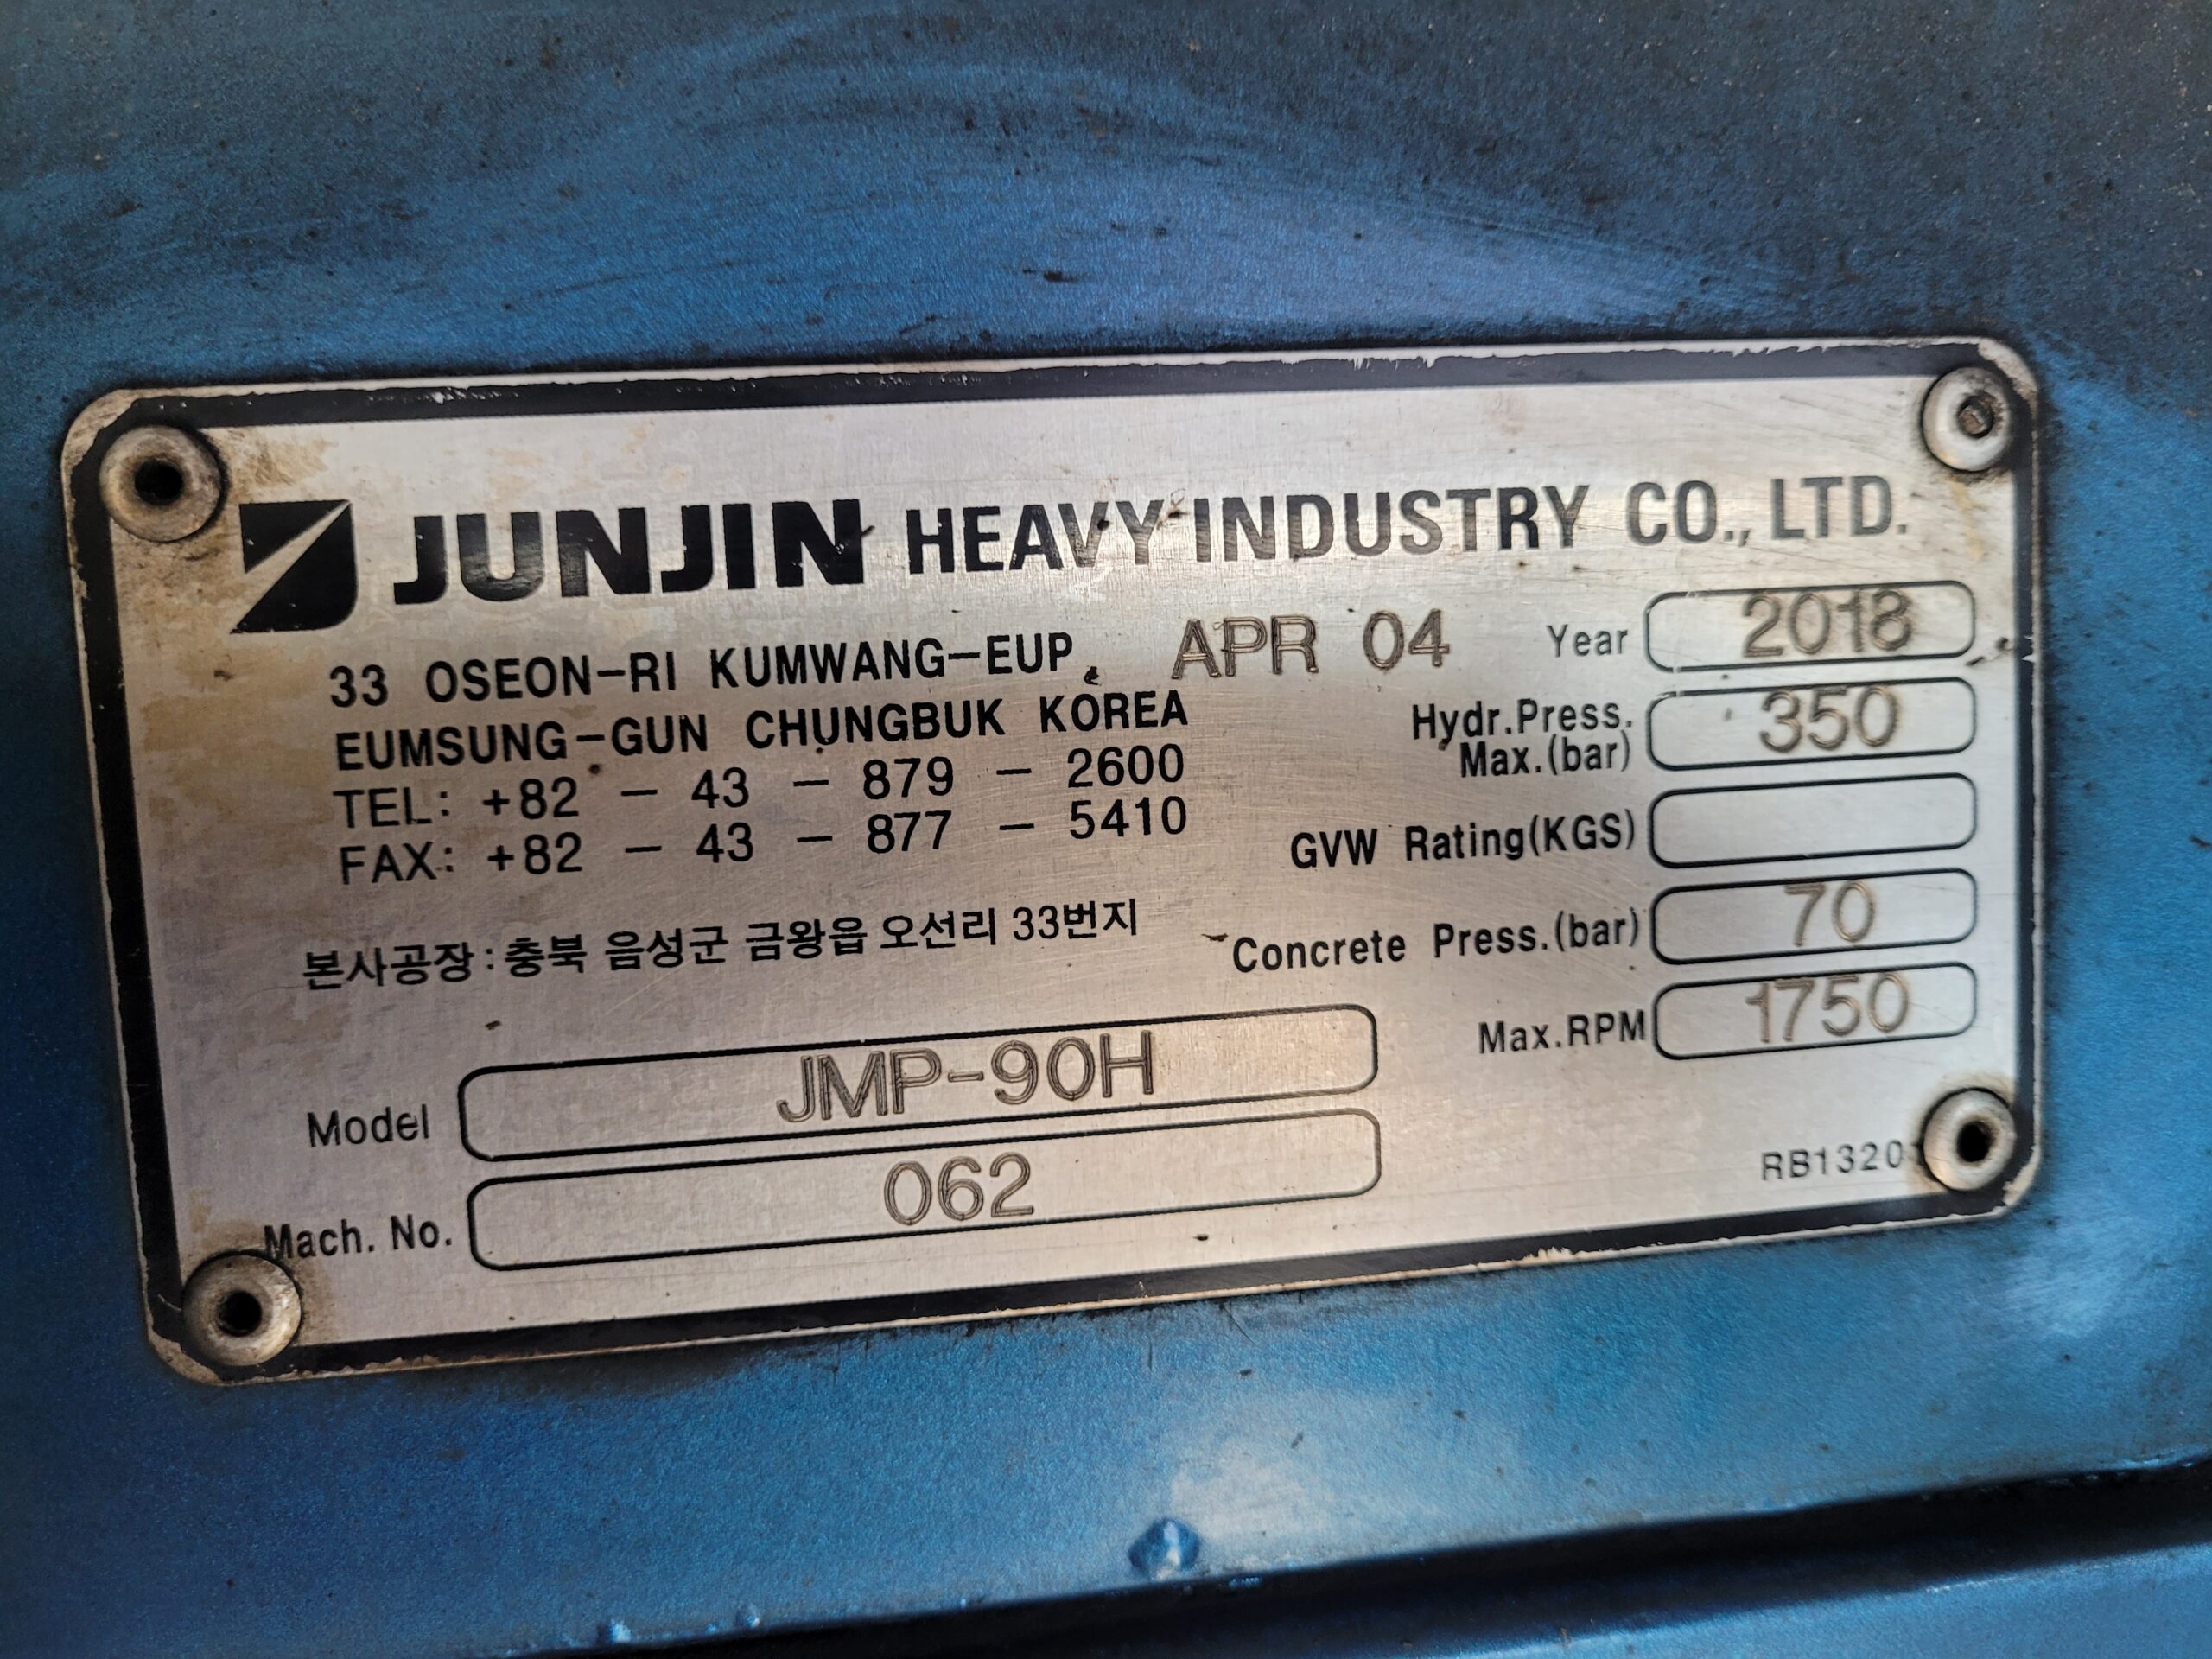 JUNJIN HEAVY INDUSTRY CO., LTD.
33 OSEON-RI KUMWANG-EUP, APR 04
EUMSUNG-GUN CHUNGBUK KOREA
TEL: +82 - 43 - 879 - 2600
FAX: +82 - 43 - 877 - 5410
본사공장 : 충북 음성군 금왕읍 오선리 33번지
Year 2018
Hydr.Press. Max.(bar) 350
GVW Rating(KGS)
Concrete Press.(bar) 70
Max.RPM 1750
Model JMP-90H
Mach. No. 062
RB1320